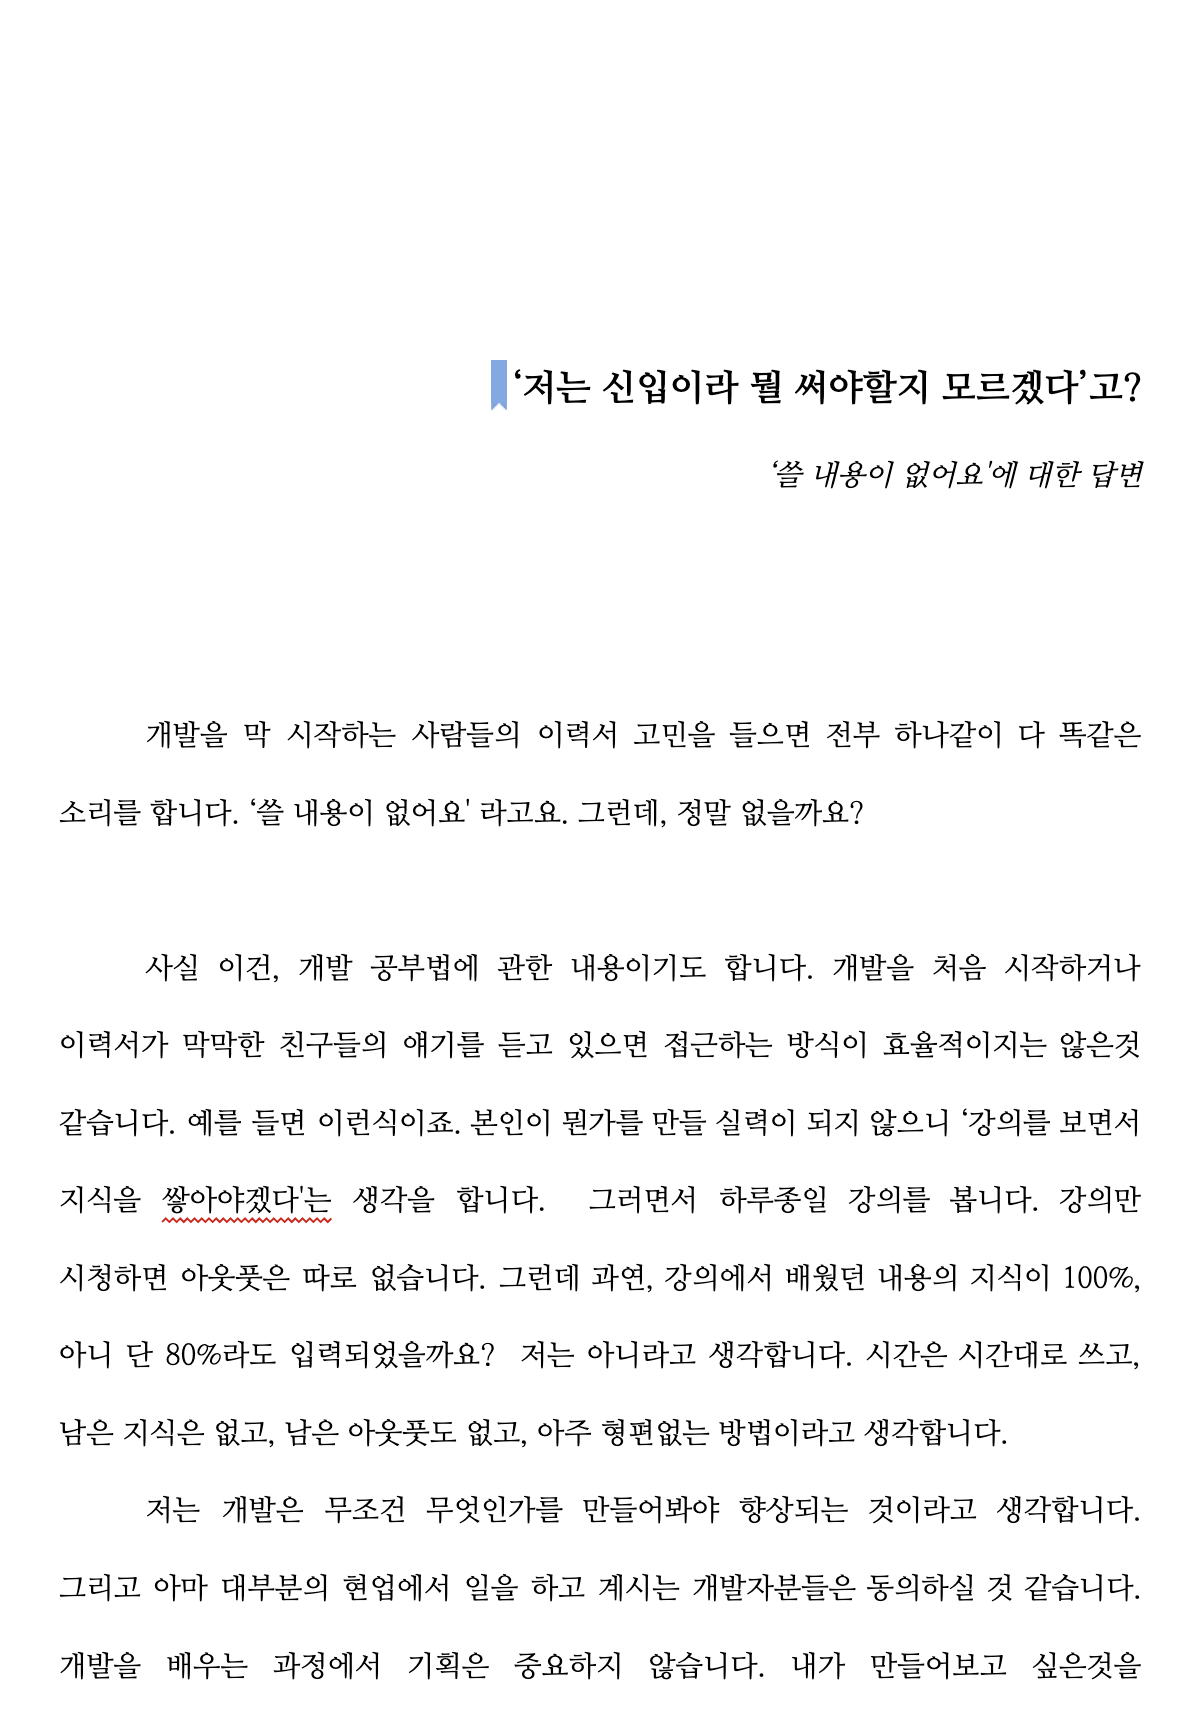 ‘저는 신입이라 뭘 써야할지 모르겠다’고?
‘쓸 내용이 없어요'에 대한 답변
개발을 막 시작하는 사람들의 이력서 고민을 들으면 전부 하나같이 다 똑같은
소리를 합니다. ‘쓸 내용이 없어요' 라고요. 그런데, 정말 없을까요?
사실 이건, 개발 공부법에 관한 내용이기도 합니다. 개발을 처음 시작하거나
이력서가 막막한 친구들의 얘기를 듣고 있으면 접근하는 방식이 효율적이지는 않은것
같습니다. 예를 들면 이런식이죠. 본인이 뭔가를 만들 실력이 되지 않으니 ‘강의를 보면서
지식을 쌓아야겠다'는 생각을 합니다.  그러면서 하루종일 강의를 봅니다. 강의만
시청하면 아웃풋은 따로 없습니다. 그런데 과연, 강의에서 배웠던 내용의 지식이 100%,
아니 단 80%라도 입력되었을까요?  저는 아니라고 생각합니다. 시간은 시간대로 쓰고,
남은 지식은 없고, 남은 아웃풋도 없고, 아주 형편없는 방법이라고 생각합니다.
저는 개발은 무조건 무엇인가를 만들어봐야 향상되는 것이라고 생각합니다.
그리고 아마 대부분의 현업에서 일을 하고 계시는 개발자분들은 동의하실 것 같습니다.
개발을 배우는 과정에서 기획은 중요하지 않습니다. 내가 만들어보고 싶은것을